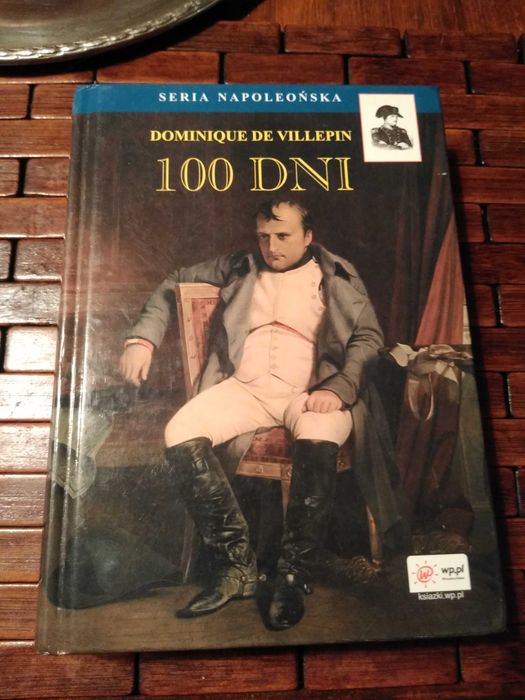 SERIA NAPOLEOŃSKA
DOMINIQUE DE VILLEPIN
100 DNI
wp.pl
ksiazki.wp.pl